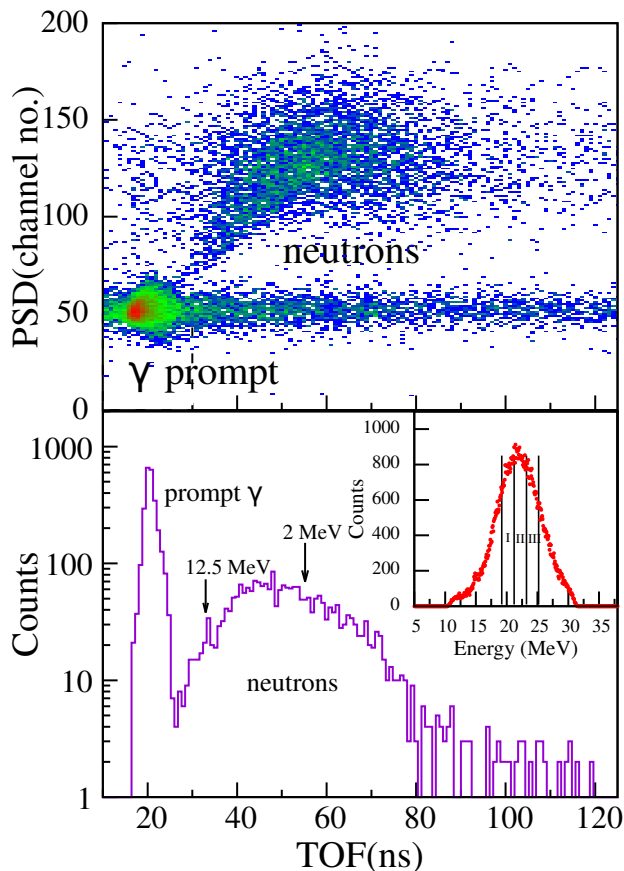 200
150
100
50
0
PSD(channel no.)
neutrons
γ prompt
1000
100
10
1
Counts
prompt γ
12.5 MeV
2 MeV
neutrons
20 40 60 80 100 120
TOF(ns)
1000
800
600
400
200
0
Counts
I II III
5 10 15 20 25 30 35
Energy (MeV)